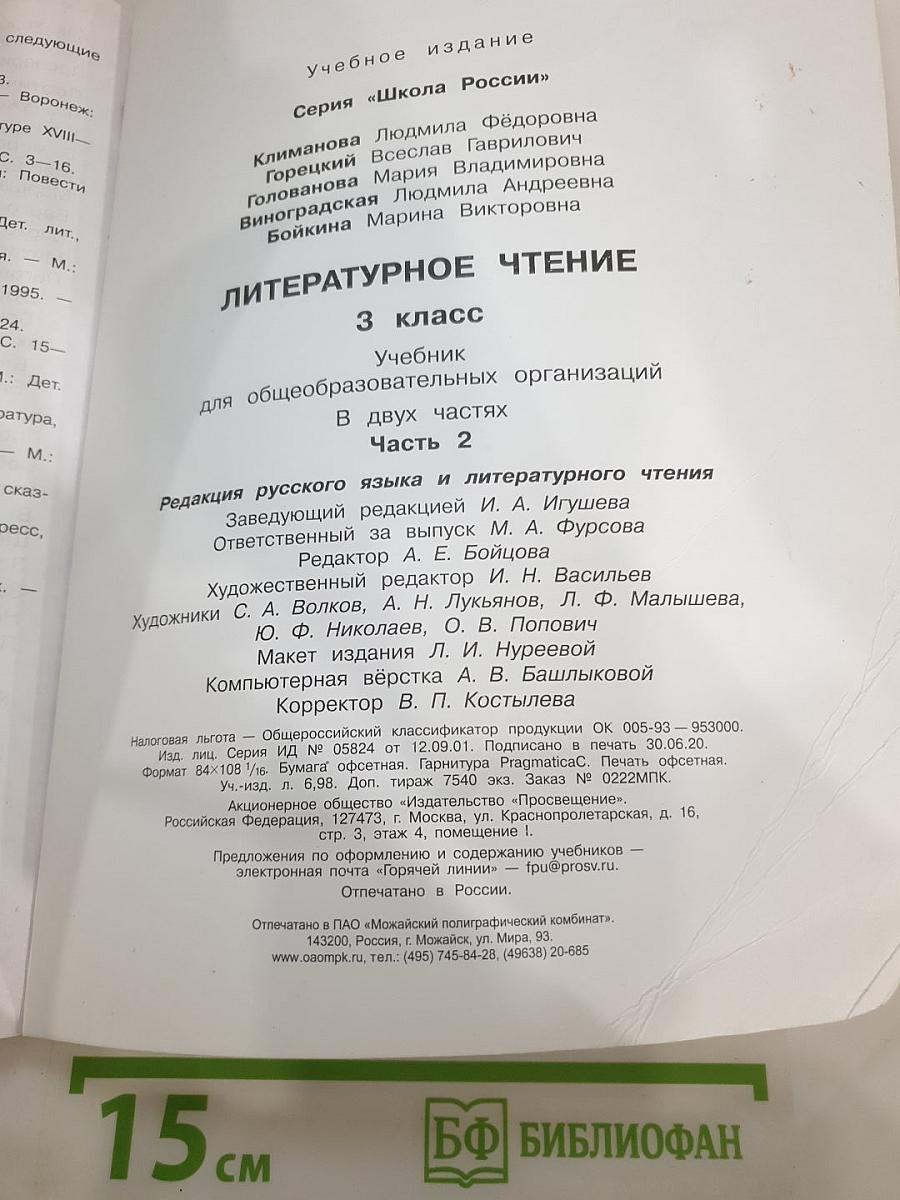 следующие
в.
— Воронеж:
туре XVIII—
С. 3—16.
и: Повести
Дет. лит.,
я. — М.:
1995. —
24.
С. 15—
М.: Дет.
ратура,
— М.:
сказ-
ресс,
—
Учебное издание
Серия «Школа России»
Климанова Людмила Фёдоровна
Горецкий Всеслав Гаврилович
Голованова Мария Владимировна
Виноградская Людмила Андреевна
Бойкина Марина Викторовна
ЛИТЕРАТУРНОЕ ЧТЕНИЕ
3 класс
Учебник
для общеобразовательных организаций
В двух частях
Часть 2
Редакция русского языка и литературного чтения
Заведующий редакцией И. А. Игушева
Ответственный за выпуск М. А. Фурсова
Редактор А. Е. Бойцова
Художественный редактор И. Н. Васильев
Художники С. А. Волков, А. Н. Лукьянов, Л. Ф. Малышева,
Ю. Ф. Николаев, О. В. Попович
Макет издания Л. И. Нуреевой
Компьютерная вёрстка А. В. Башлыковой
Корректор В. П. Костылева
Налоговая льгота — Общероссийский классификатор продукции ОК 005-93 — 953000.
Изд. лиц. Серия ИД № 05824 от 12.09.01. Подписано в печать 30.06.20.
Формат 84×108 1/16. Бумага офсетная. Гарнитура PragmaticaC. Печать офсетная.
Уч.-изд. л. 6,98. Доп. тираж 7540 экз. Заказ № 0222МПК.
Акционерное общество «Издательство «Просвещение».
Российская Федерация, 127473, г. Москва, ул. Краснопролетарская, д. 16,
стр. 3, этаж 4, помещение I.
Предложения по оформлению и содержанию учебников —
электронная почта «Горячей линии» — fpu@prosv.ru.
Отпечатано в России.
Отпечатано в ПАО «Можайский полиграфический комбинат».
143200, Россия, г. Можайск, ул. Мира, 93.
www.oaompk.ru, тел.: (495) 745-84-28, (49638) 20-685
15 см
БФ БИБЛИОФАН